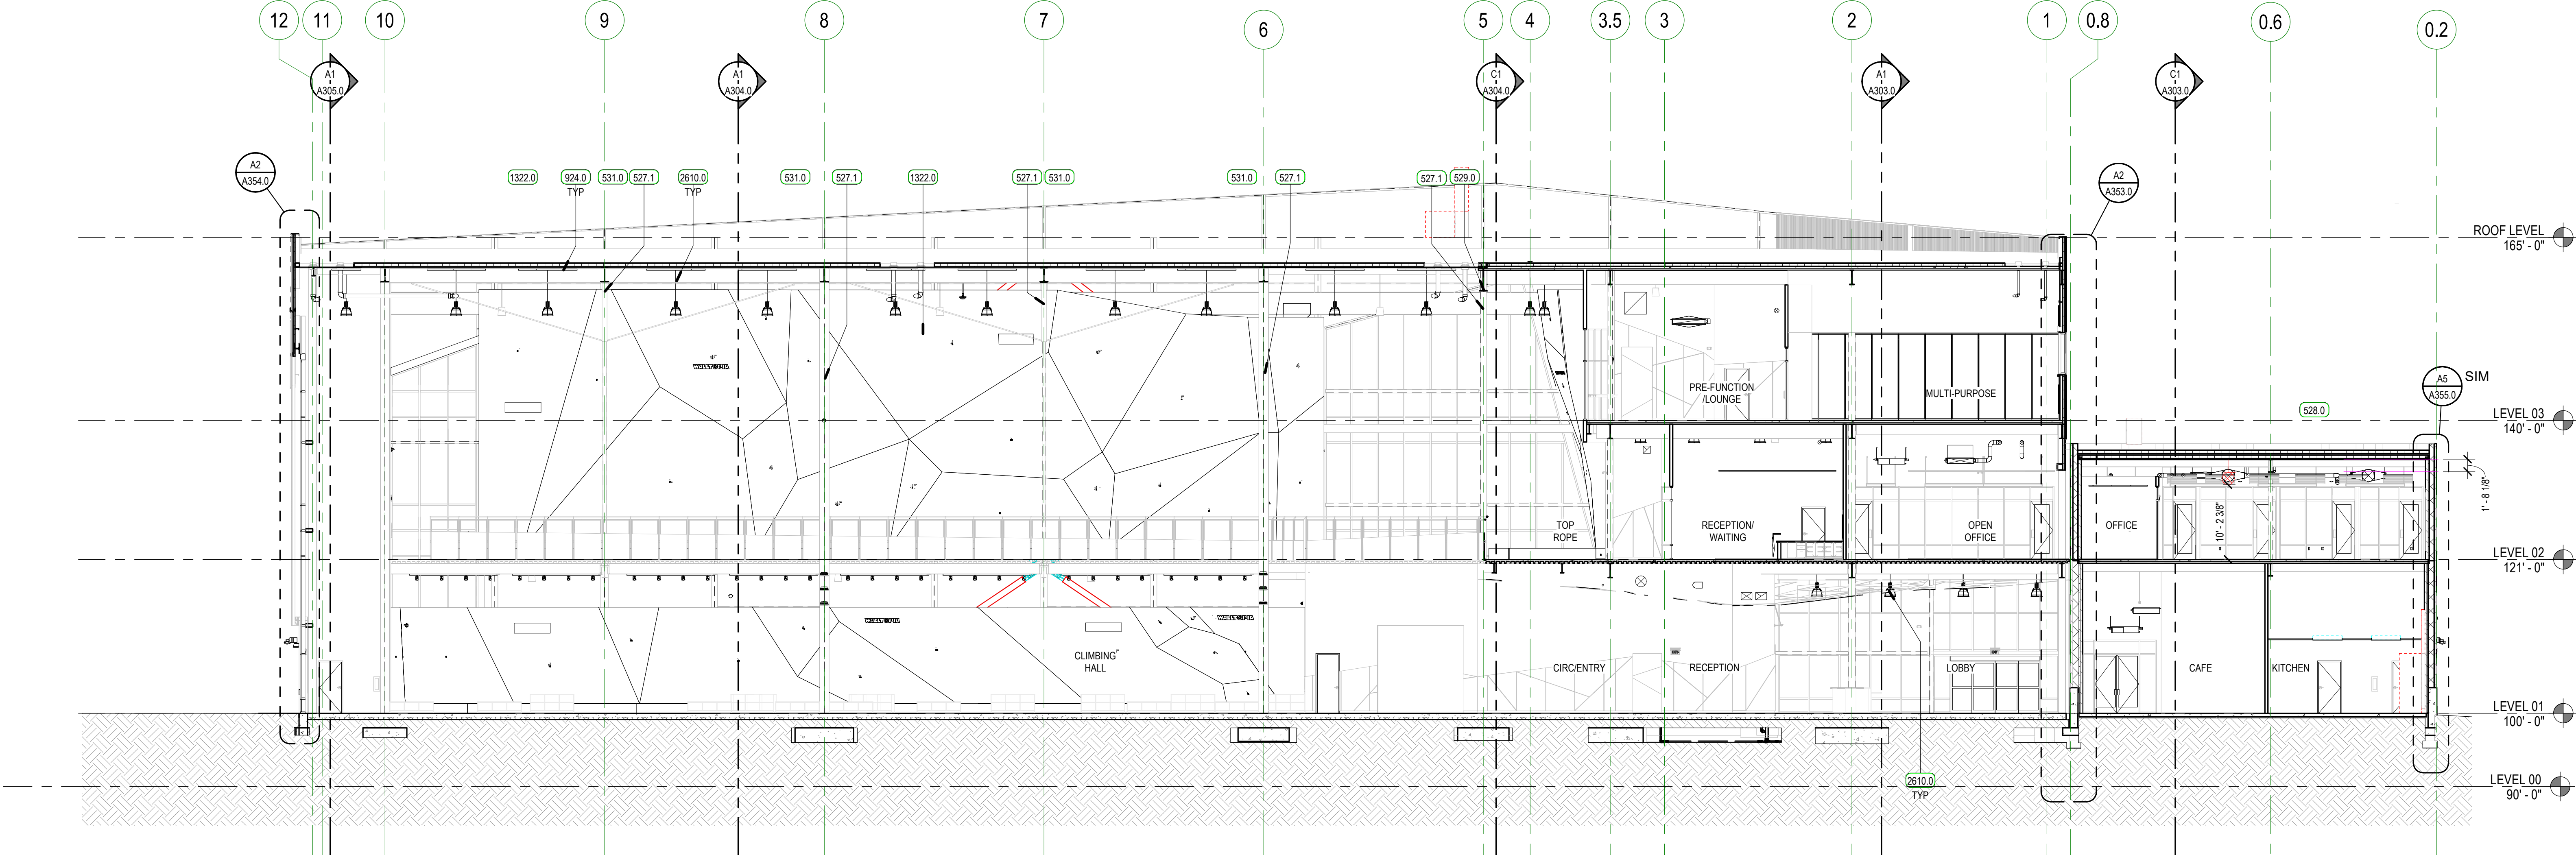 12
11
10
9
8
7
6
5
4
3.5
3
2
1
0.8
0.6
0.2
A1
A305.0
A1
A304.0
C1
A304.0
A1
A303.0
C1
A303.0
A2
A354.0
A2
A353.0
1322.0
924.0
TYP
531.0
527.1
2610.0
TYP
531.0
527.1
1322.0
527.1
531.0
531.0
527.1
527.1
529.0
ROOF LEVEL
165' - 0"
A5
A355.0
SIM
528.0
PRE-FUNCTION
/LOUNGE
MULTI-PURPOSE
LEVEL 03
140' - 0"
1' - 8 1/8"
10' - 2 3/8"
TOP
ROPE
RECEPTION/
WAITING
OPEN
OFFICE
OFFICE
LEVEL 02
121' - 0"
CLIMBING
HALL
CIRC/ENTRY
RECEPTION
LOBBY
CAFE
KITCHEN
LEVEL 01
100' - 0"
2610.0
TYP
LEVEL 00
90' - 0"